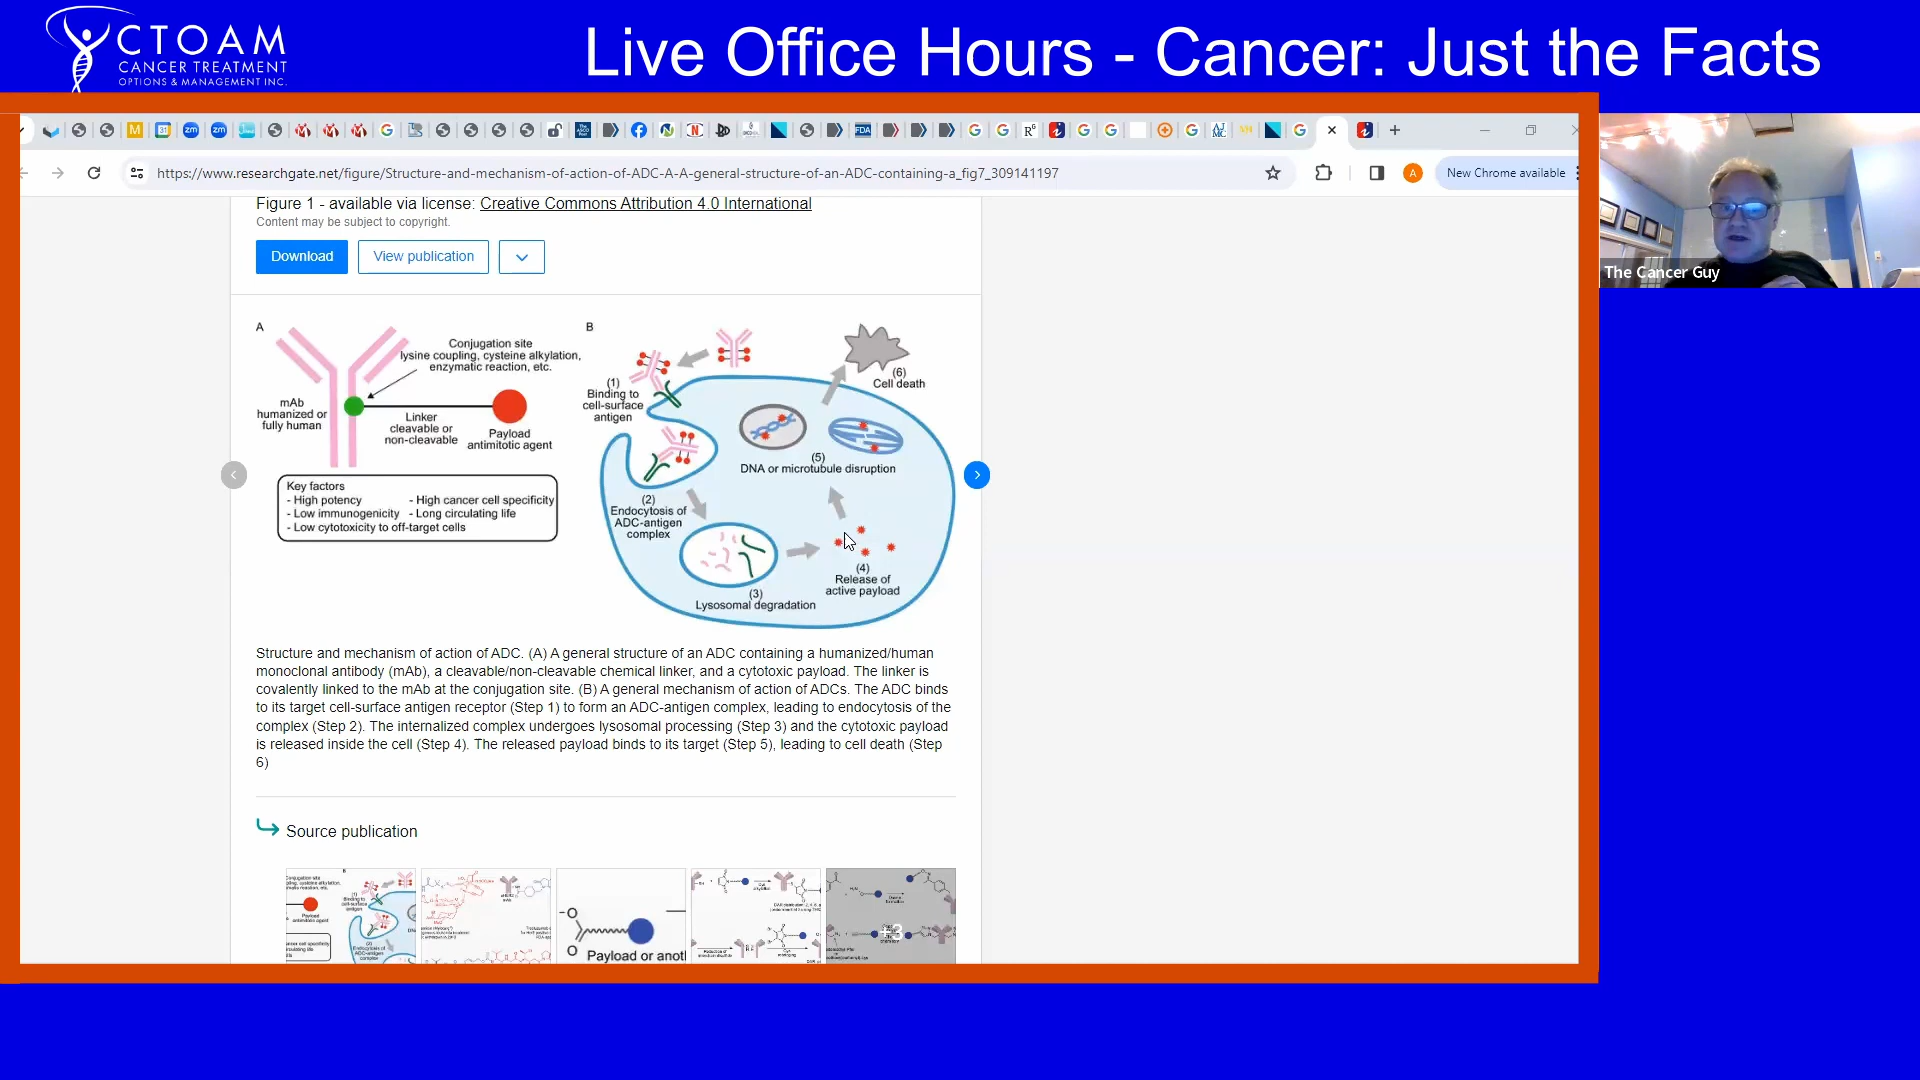 CTOAM
CANCER TREATMENT
OPTIONS & MANAGEMENT INC.
Live Office Hours - Cancer: Just the Facts
https://www.researchgate.net/figure/Structure-and-mechanism-of-action-of-ADC-A-A-general-structure-of-an-ADC-containing-a_fig7_309141197
New Chrome available
The Cancer Guy
Figure 1 - available via license: Creative Commons Attribution 4.0 International
Content may be subject to copyright.
Download
View publication
A
Conjugation site
lysine coupling, cysteine alkylation,
enzymatic reaction, etc.
mAb
humanized or
fully human
Linker
cleavable or
non-cleavable
Payload
antimitotic agent
Key factors
- High potency - High cancer cell specificity
- Low immunogenicity - Long circulating life
- Low cytotoxicity to off-target cells
B
(1)
Binding to
cell-surface
antigen
(2)
Endocytosis of
ADC-antigen
complex
(3)
Lysosomal degradation
(4)
Release of
active payload
(5)
DNA or microtubule disruption
(6)
Cell death
Structure and mechanism of action of ADC. (A) A general structure of an ADC containing a humanized/human
monoclonal antibody (mAb), a cleavable/non-cleavable chemical linker, and a cytotoxic payload. The linker is
covalently linked to the mAb at the conjugation site. (B) A general mechanism of action of ADCs. The ADC binds
to its target cell-surface antigen receptor (Step 1) to form an ADC-antigen complex, leading to endocytosis of the
complex (Step 2). The internalized complex undergoes lysosomal processing (Step 3) and the cytotoxic payload
is released inside the cell (Step 4). The released payload binds to its target (Step 5), leading to cell death (Step
6)
Source publication
Payload or anotl